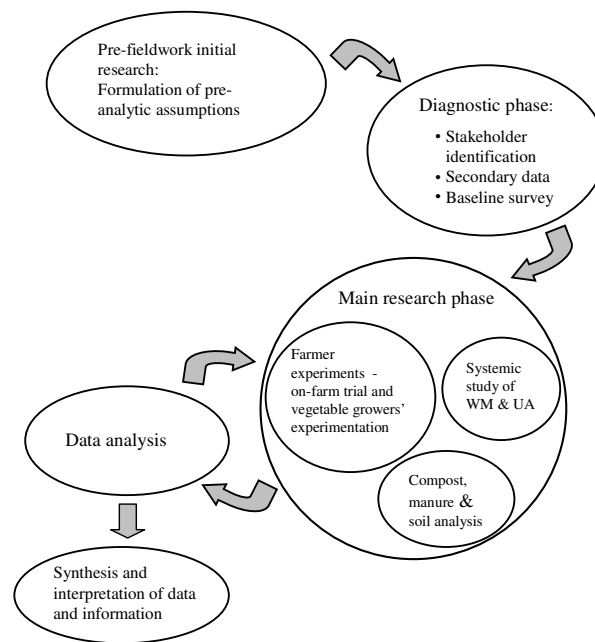 Pre-fieldwork initial
research:
Formulation of pre-
analytic assumptions
Diagnostic phase:
• Stakeholder
identification
• Secondary data
• Baseline survey
Main research phase
Farmer
experiments -
on-farm trial and
vegetable growers'
experimentation
Systemic
study of
WM & UA
Compost,
manure &
soil analysis
Data analysis
Synthesis and
interpretation of data
and information